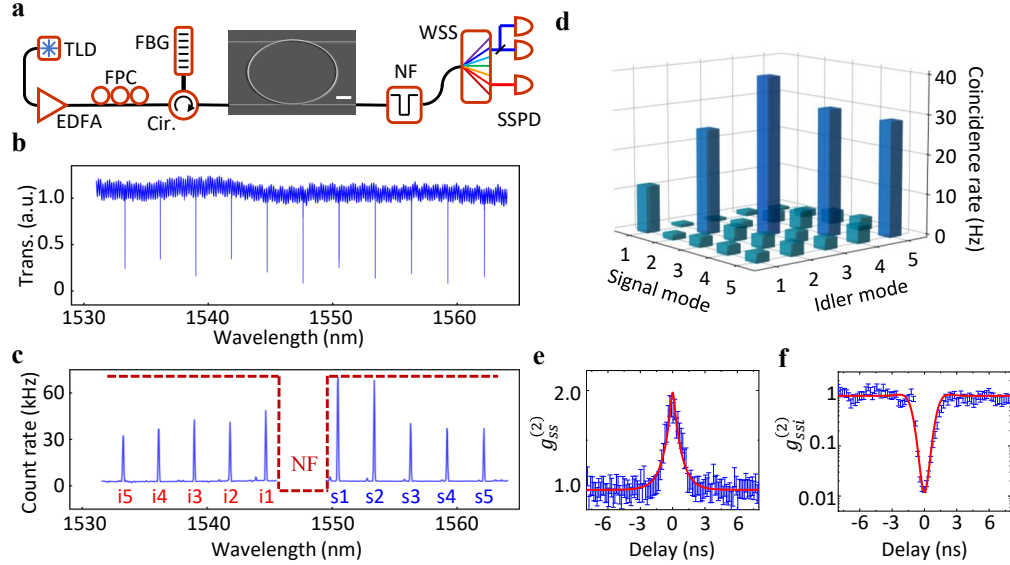 a
TLD
EDFA
FPC
FBG
Cir.
NF
WSS
SSPD
b
Trans. (a.u.)
1.0
0.5
0
1530 1540 1550 1560
Wavelength (nm)
c
Count rate (kHz)
60
30
0
i5 i4 i3 i2 i1 NF s1 s2 s3 s4 s5
1530 1540 1550 1560
Wavelength (nm)
d
Coincidence rate (Hz)
40
30
20
10
0
1 2 3 4 5
Signal mode
1 2 3 4 5
Idler mode
e
g_{ss}^{(2)}
2.0
1.0
-6 -3 0 3 6
Delay (ns)
f
g_{ssi}^{(2)}
1
0.1
0.01
-6 -3 0 3 6
Delay (ns)